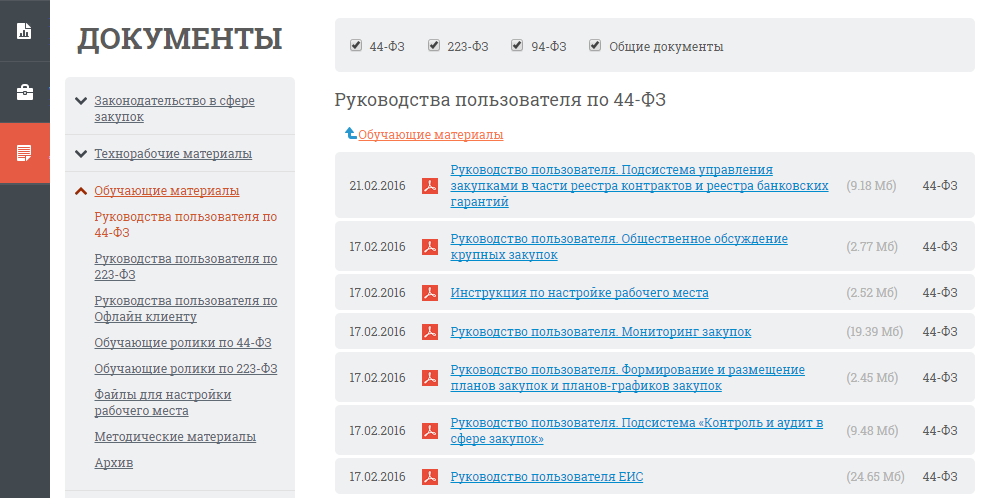 ДОКУМЕНТЫ
Законодательство в сфере
закупок
Технорабочие материалы
Обучающие материалы
Руководства пользователя по
44-ФЗ
Руководства пользователя по
223-ФЗ
Руководства пользователя по
Офлайн клиенту
Обучающие ролики по 44-ФЗ
Обучающие ролики по 223-ФЗ
Файлы для настройки
рабочего места
Методические материалы
Архив
44-ФЗ 223-ФЗ 94-ФЗ Общие документы
Руководства пользователя по 44-ФЗ
Обучающие материалы
Руководство пользователя. Подсистема управления
21.02.2016 закупками в части реестра контрактов и реестра банковских (9.18 Мб) 44-ФЗ
гарантий
17.02.2016 Руководство пользователя. Общественное обсуждение (2.77 Мб) 44-ФЗ
крупных закупок
17.02.2016 Инструкция по настройке рабочего места (2.52 Мб) 44-ФЗ
17.02.2016 Руководство пользователя. Мониторинг закупок (19.39 Мб) 44-ФЗ
17.02.2016 Руководство пользователя. Формирование и размещение (2.45 Мб) 44-ФЗ
планов закупок и планов-графиков закупок
17.02.2016 Руководство пользователя. Подсистема «Контроль и аудит в (9.48 Мб) 44-ФЗ
сфере закупок»
17.02.2016 Руководство пользователя ЕИС (24.65 Мб) 44-ФЗ